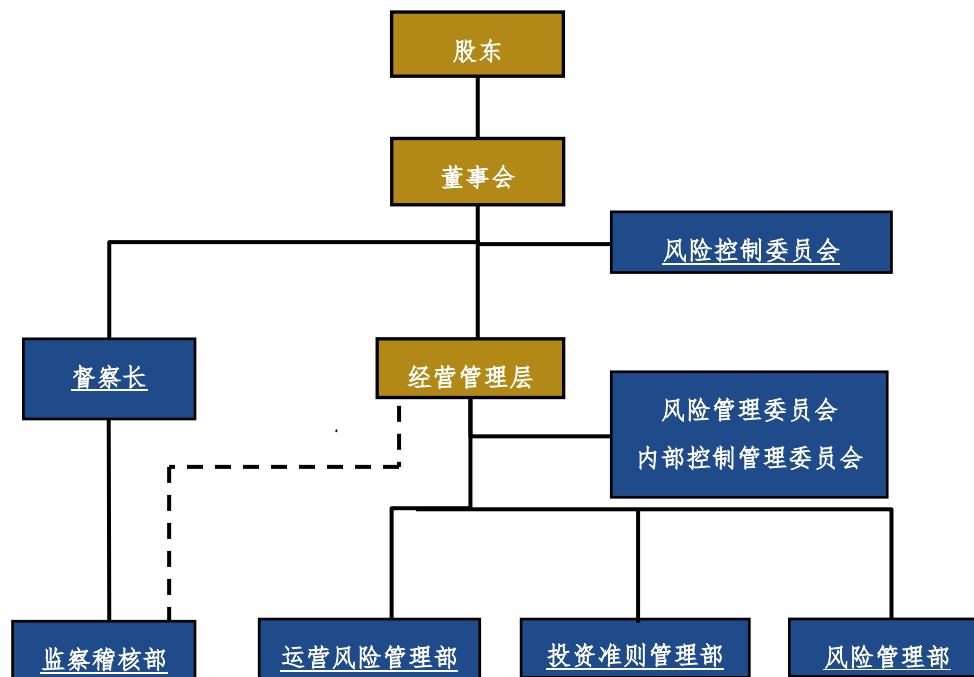 股东
董事会
风险控制委员会
督察长
经营管理层
风险管理委员会
内部控制管理委员会
监察稽核部
运营风险管理部
投资准则管理部
风险管理部